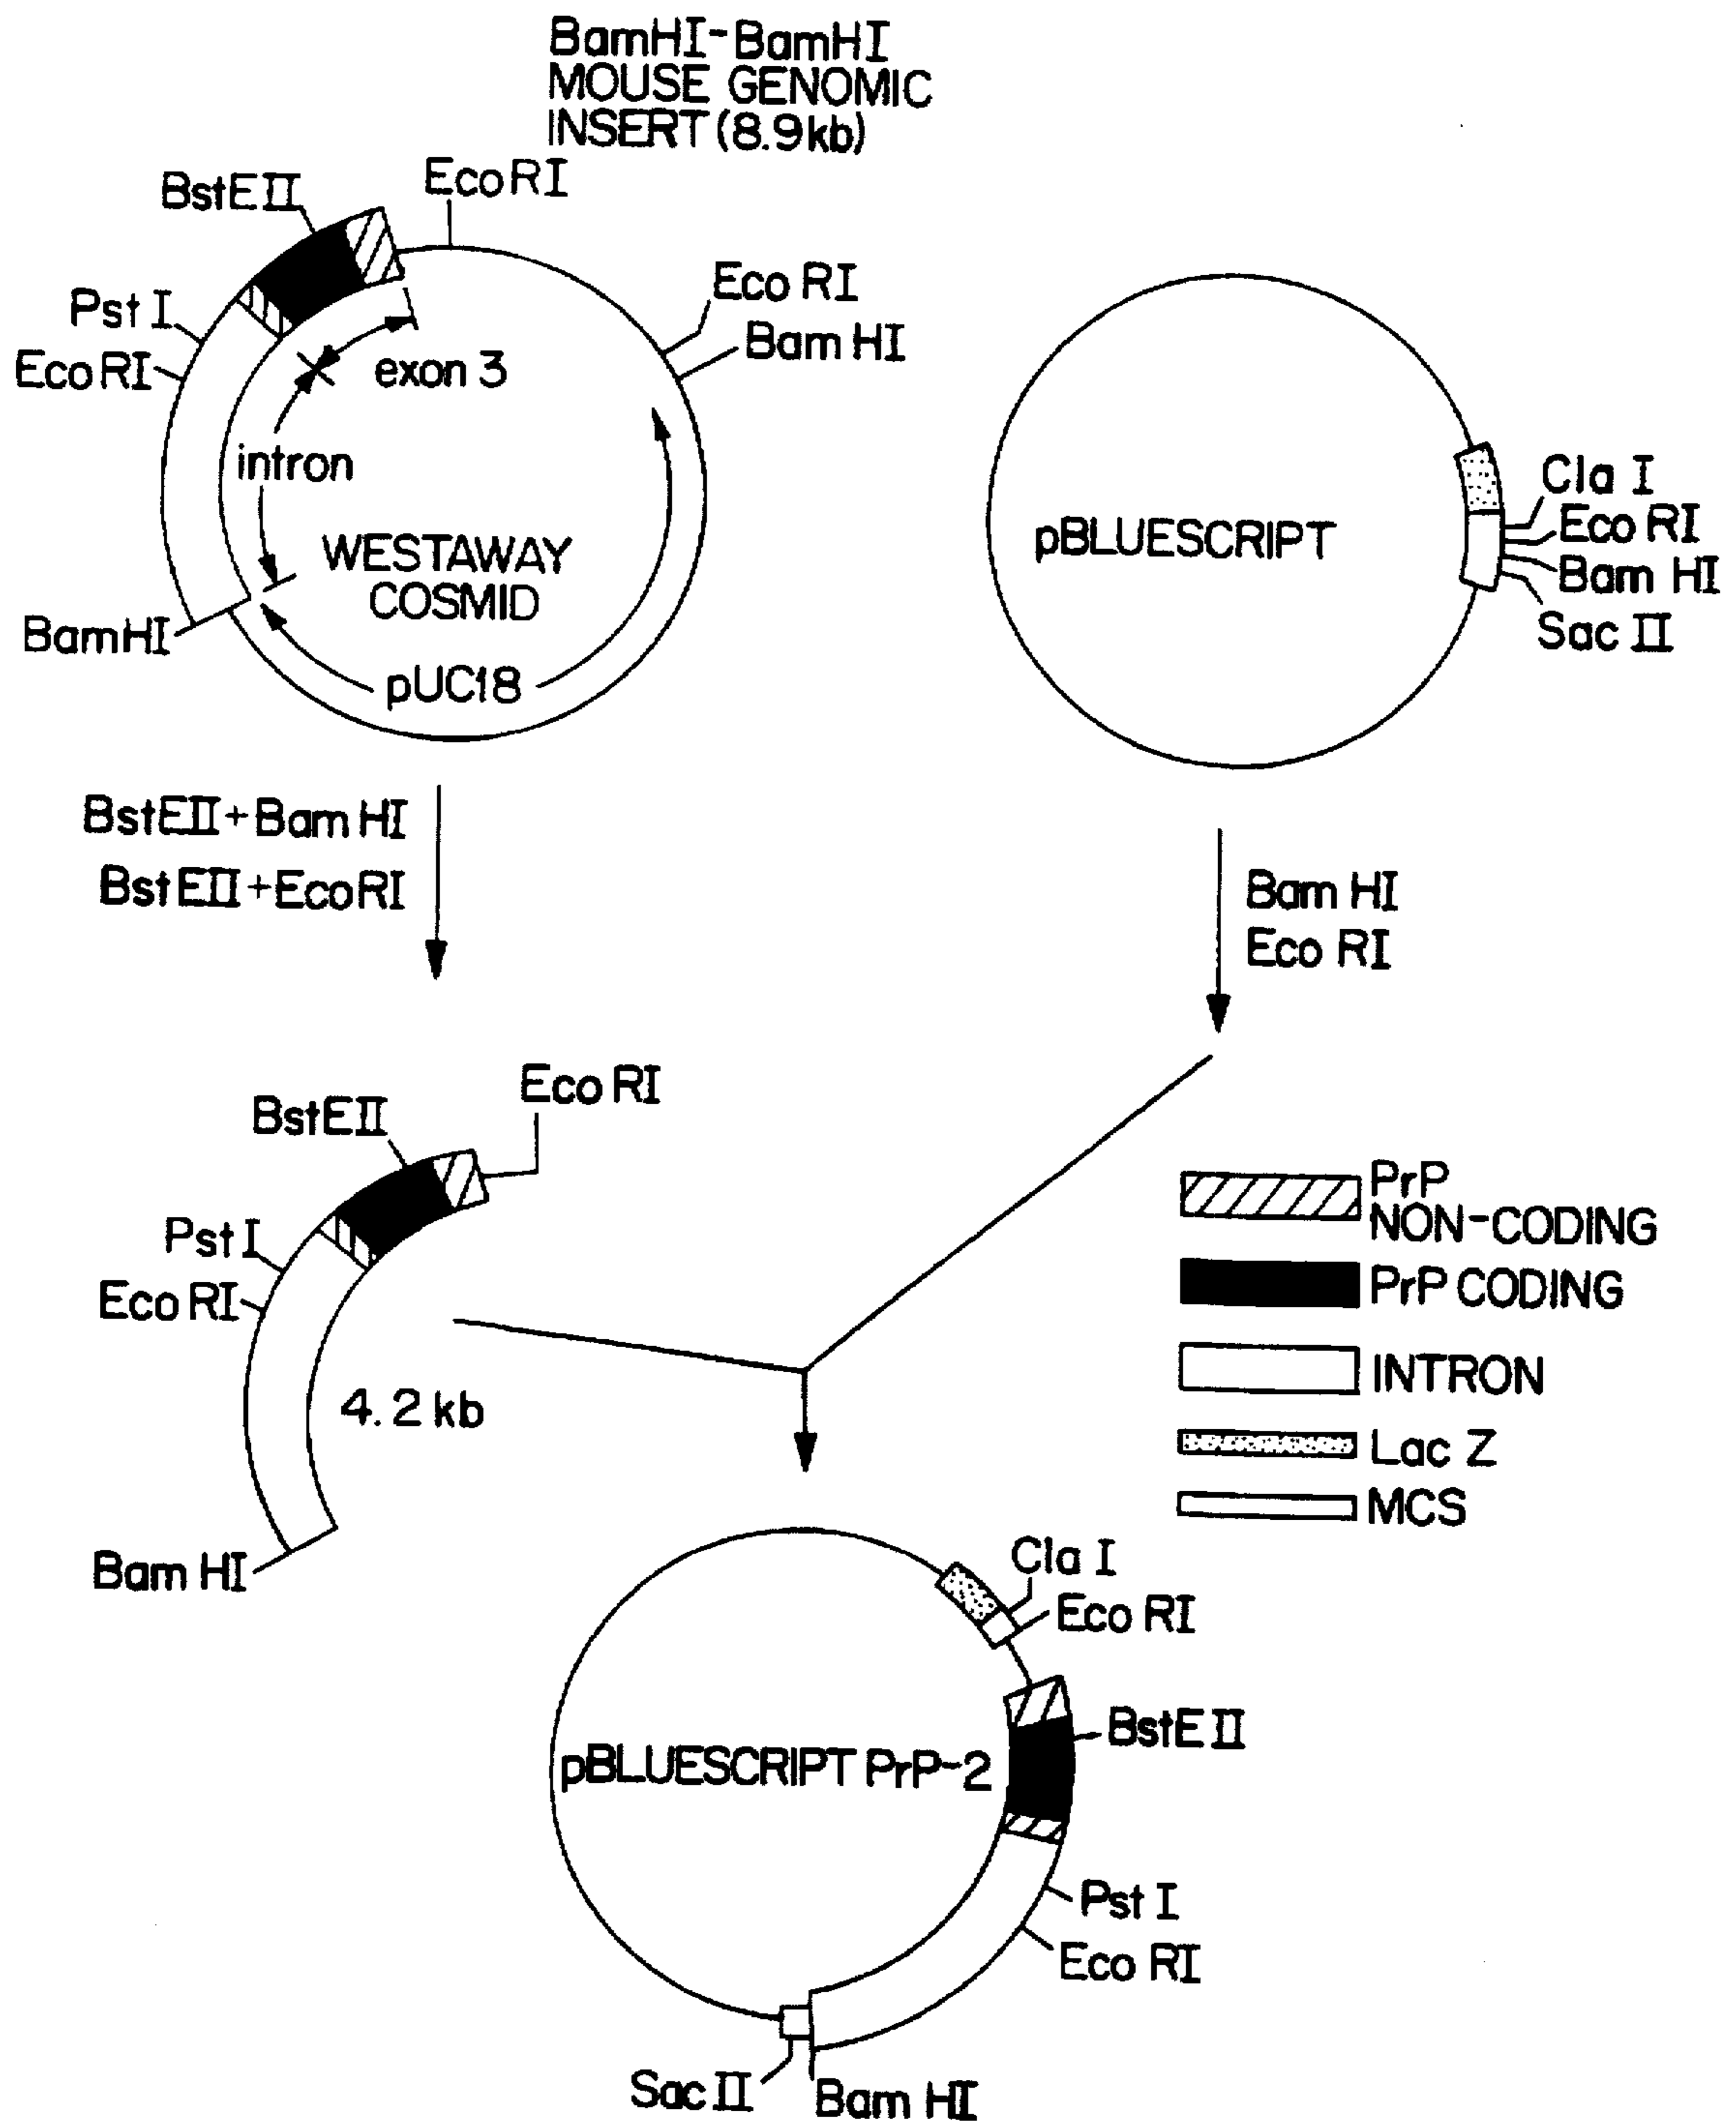 BamHI-BamHI
MOUSE GENOMIC
INSERT (8.9kb)
EcoRI
BstEII
Eco RI
Bam HI
Pst I
Eco RI
exon 3
intron
WESTAWAY
COSMID
BamHI
pUC18
pBLUESCRIPT
Cla I
Eco RI
Bam HI
Sac II
BstEII+Bam HI
BstEII+EcoRI
Bam HI
Eco RI
Eco RI
BstEII
Pst I
Eco RI
4.2 kb
Bam HI
PrP
NON-CODING
PrP CODING
INTRON
Lac Z
MCS
Cla I
Eco RI
BstE II
pBLUESCRIPT PrP-2
Pst I
Eco RI
Sac II
Bam HI